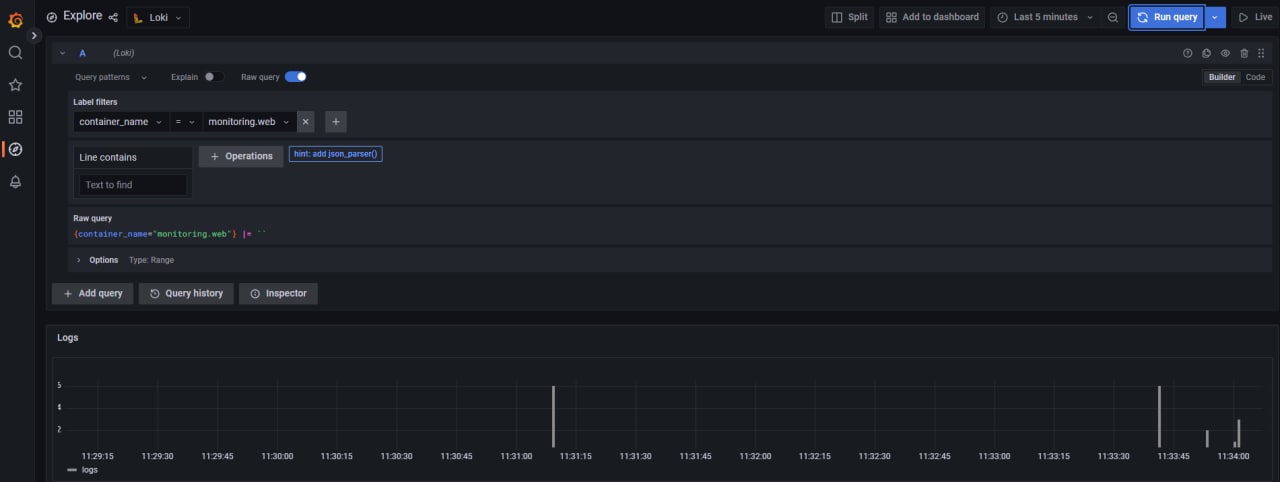 Explore Loki Split Add to dashboard Last 5 minutes Run query Live
A (Loki)
Query patterns Explain Raw query Builder Code
Label filters
container_name = monitoring.web × +
Line contains + Operations hint: add json_parser()
Text to find
Raw query
{container_name="monitoring.web"} |= ``
Options Type: Range
+ Add query Query history Inspector
Logs
4
2
11:29:15 11:29:30 11:29:45 11:30:00 11:30:15 11:30:30 11:30:45 11:31:00 11:31:15 11:31:30 11:31:45 11:32:00 11:32:15 11:32:30 11:32:45 11:33:00 11:33:15 11:33:30 11:33:45 11:34:00
logs